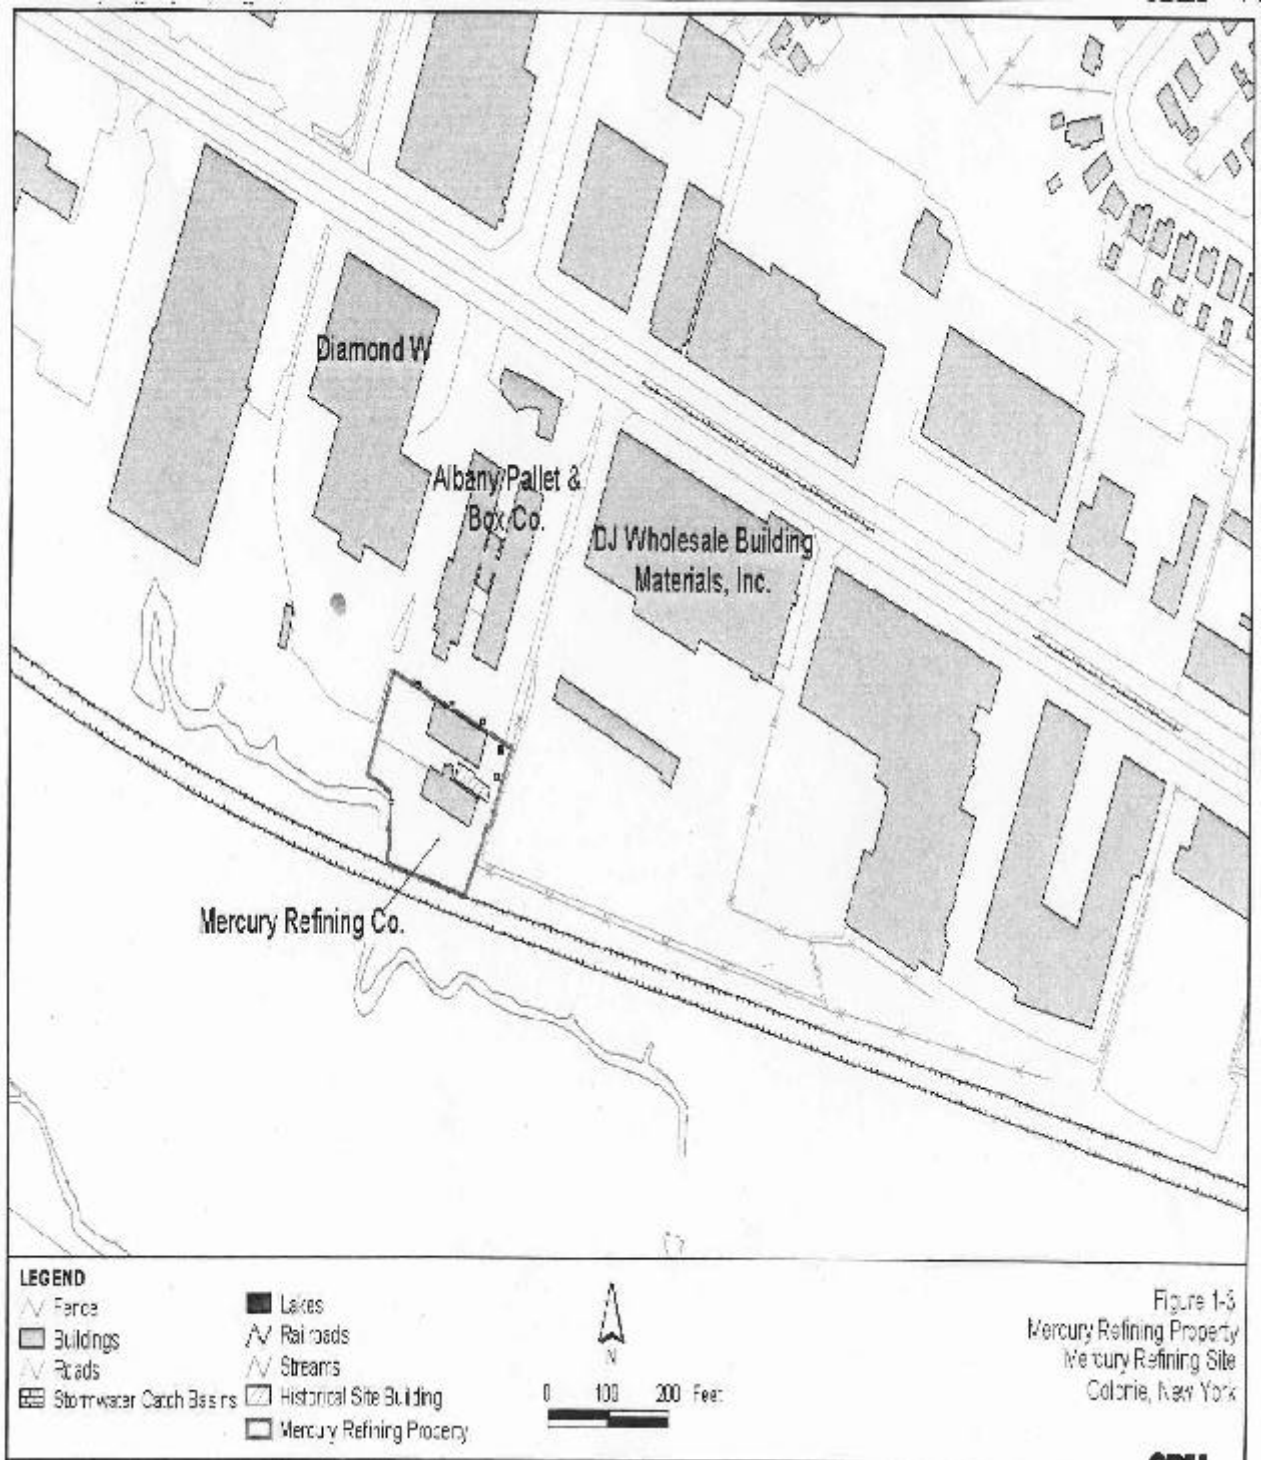 Diamond W
Albany Pallet &
Box Co.
DJ Wholesale Building
Materials, Inc.
Mercury Refining Co.
LEGEND
Fence
Buildings
Roads
Stormwater Catch Basins
Lakes
Railroads
Streams
Historical Site Building
Mercury Refining Property
N
0 100 200 Feet
Figure 1-3
Mercury Refining Property
Mercury Refining Site
Colonie, New York